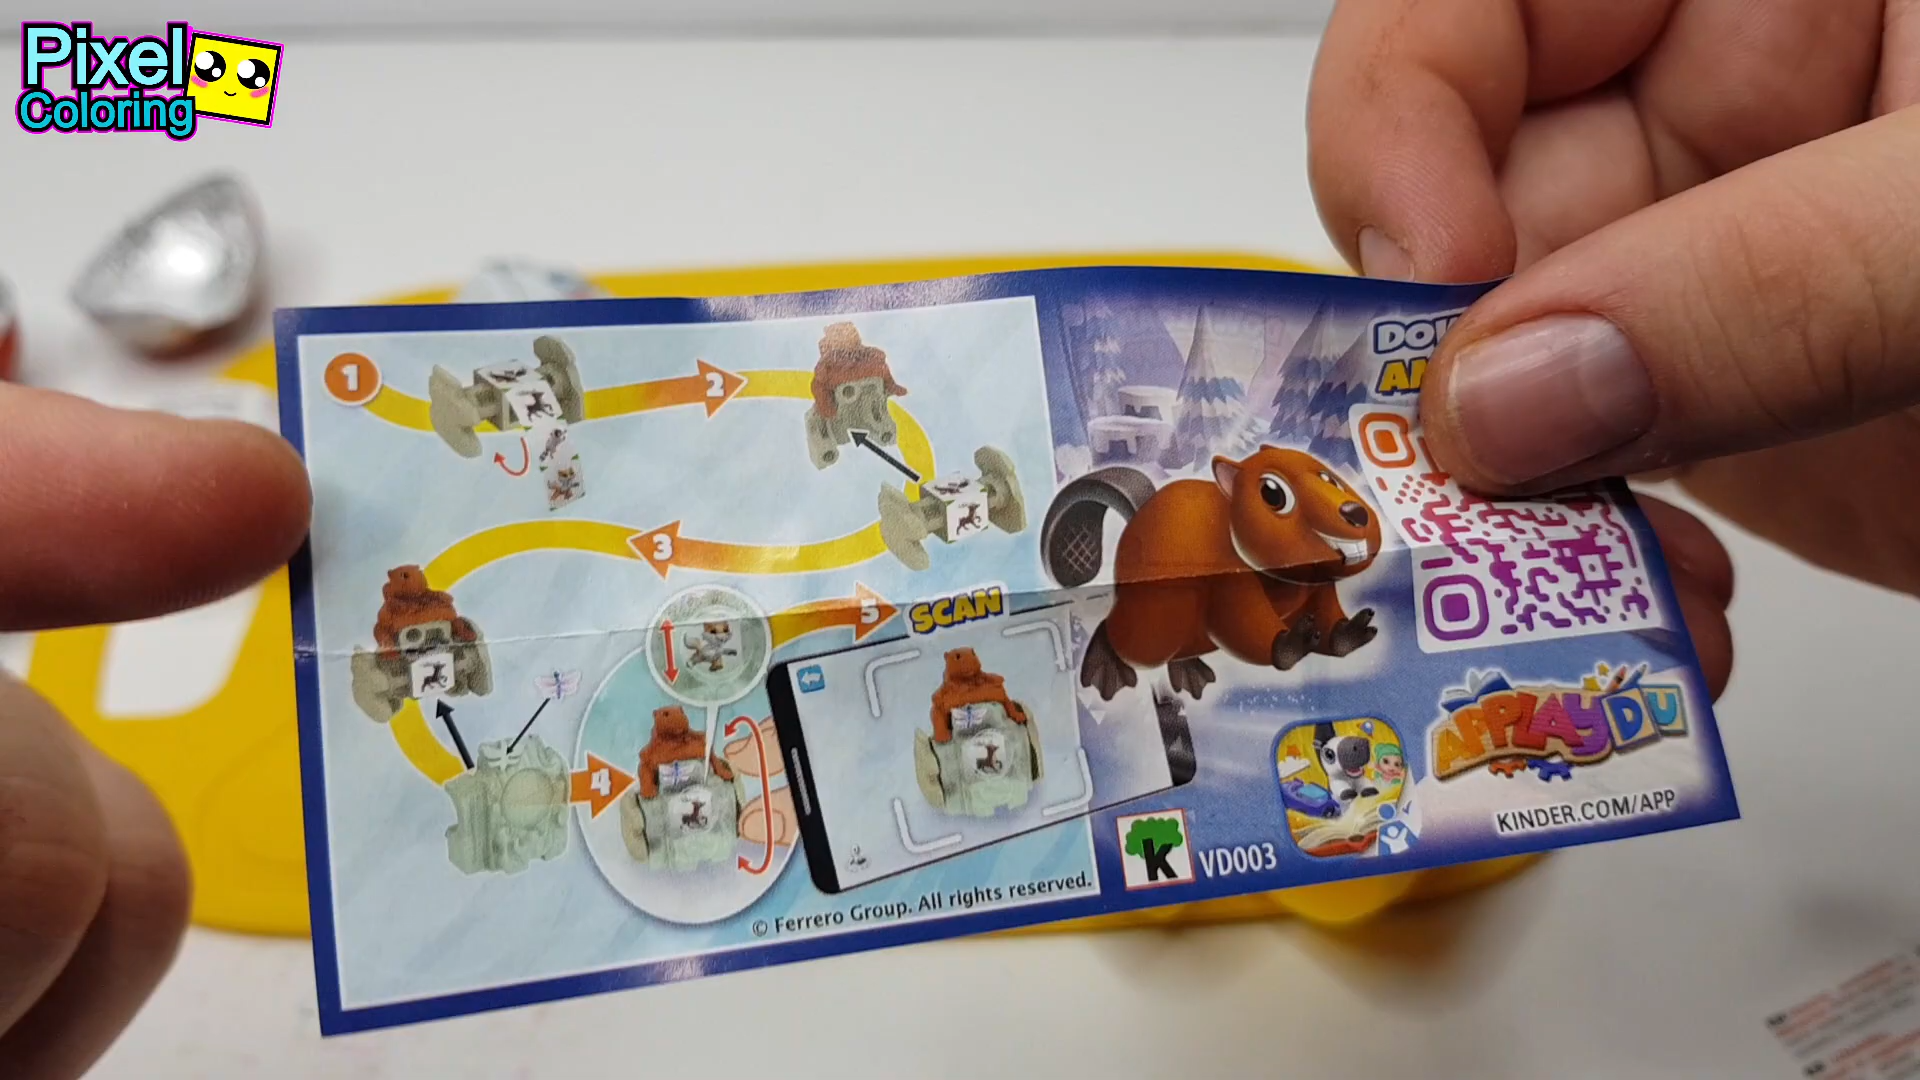 Pixel
Coloring
1
2
3
4
5
SCAN
APPLAYDU
KINDER.COM/APP
K
VD003
© Ferrero Group. All rights reserved.